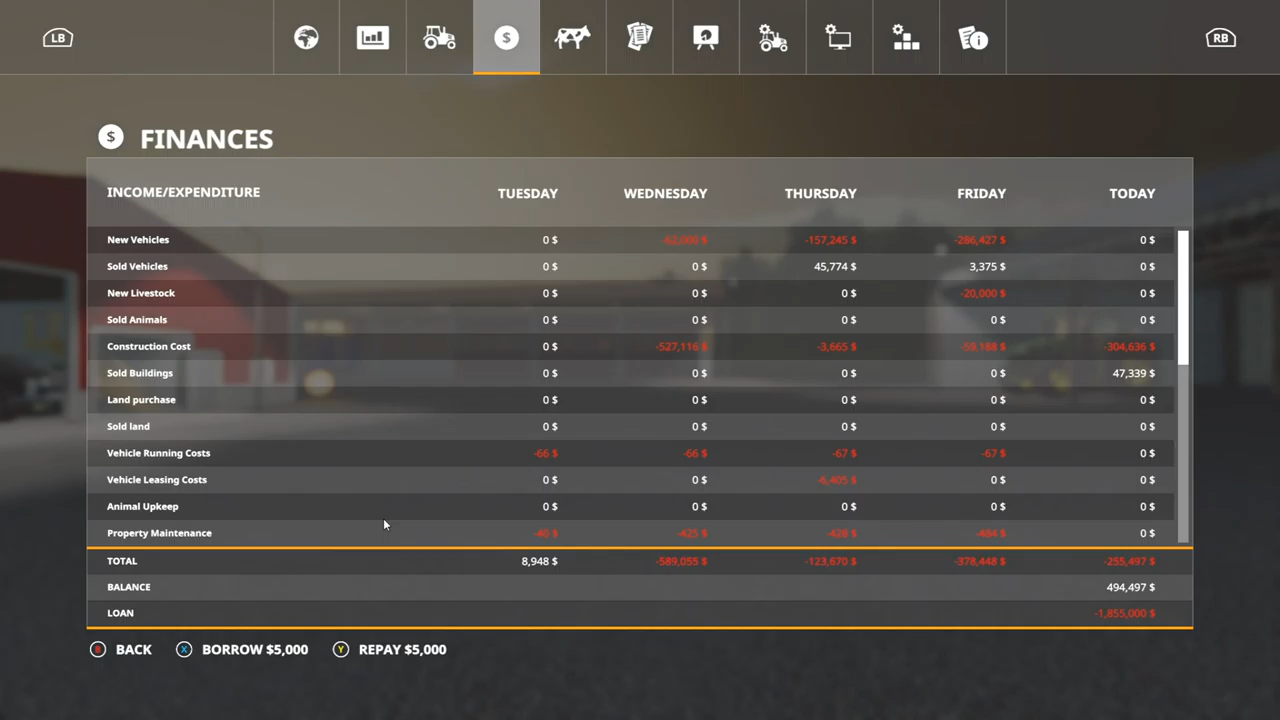 LB $ RB
$ FINANCES
INCOME/EXPENDITURE TUESDAY WEDNESDAY THURSDAY FRIDAY TODAY
New Vehicles 0 $ -62,000 $ -157,245 $ -286,427 $ 0 $
Sold Vehicles 0 $ 0 $ 45,774 $ 3,375 $ 0 $
New Livestock 0 $ 0 $ 0 $ -20,000 $ 0 $
Sold Animals 0 $ 0 $ 0 $ 0 $ 0 $
Construction Cost 0 $ -527,116 $ -3,665 $ -59,188 $ -304,636 $
Sold Buildings 0 $ 0 $ 0 $ 0 $ 47,339 $
Land purchase 0 $ 0 $ 0 $ 0 $ 0 $
Sold land 0 $ 0 $ 0 $ 0 $ 0 $
Vehicle Running Costs -66 $ -66 $ -67 $ -67 $ 0 $
Vehicle Leasing Costs 0 $ 0 $ -6,405 $ 0 $ 0 $
Animal Upkeep 0 $ 0 $ 0 $ 0 $ 0 $
Property Maintenance -40 $ -425 $ -428 $ -484 $ 0 $
TOTAL 8,948 $ -589,055 $ -123,670 $ -378,448 $ -255,497 $
BALANCE 494,497 $
LOAN -1,855,000 $
B BACK X BORROW $5,000 Y REPAY $5,000